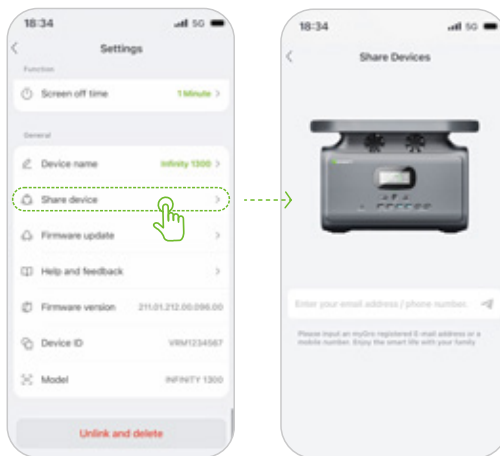 18:34
5G
Settings
Function
Screen off time
1 Minute >
General
Device name
Infinity 1300 >
Share device
>
Firmware update
>
Help and feedback
>
Firmware version
211.01.212.00.096.00
Device ID
VRM1234567
Model
INFINITY 1300
Unlink and delete
18:34
5G
Share Devices
Enter your email address / phone number.
Please input an myGro registered E-mail address or a
mobile number. Enjoy the smart life with your family